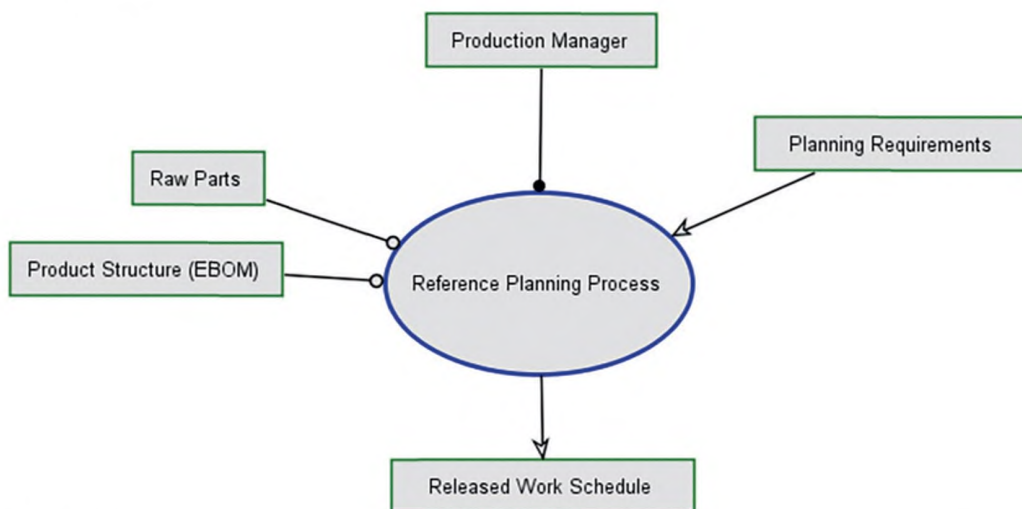 Production Manager
Planning Requirements
Raw Parts
Product Structure (EBOM)
Reference Planning Process
Released Work Schedule